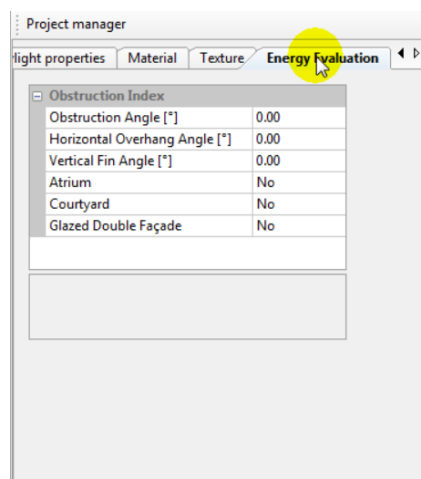 Project manager
light properties Material Texture Energy Evaluation
Obstruction Index
Obstruction Angle [°] 0.00
Horizontal Overhang Angle [°] 0.00
Vertical Fin Angle [°] 0.00
Atrium No
Courtyard No
Glazed Double Façade No